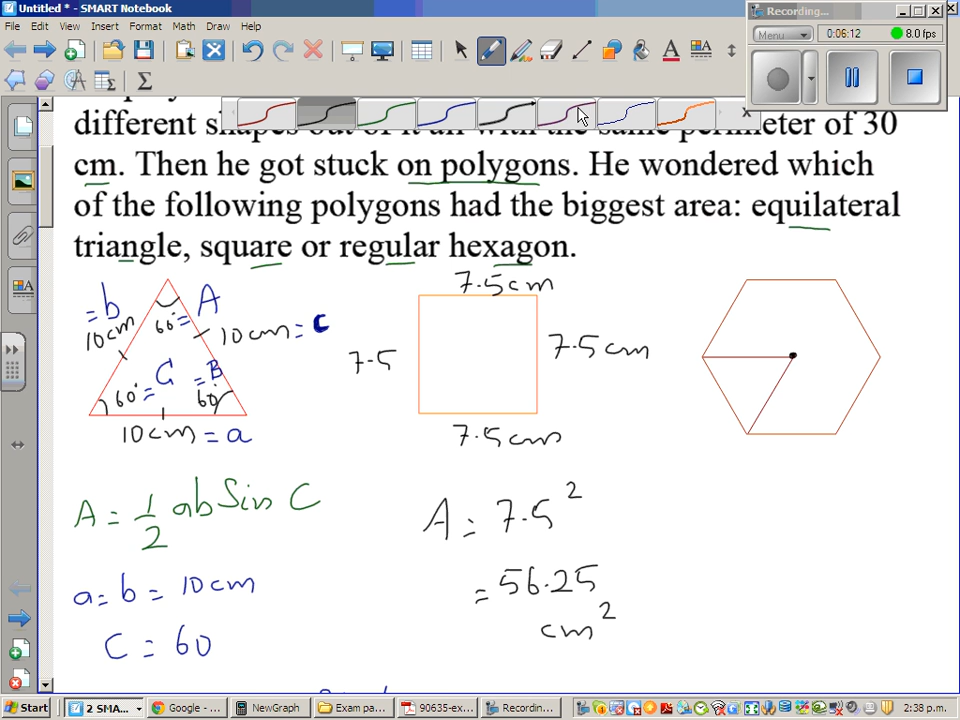 Untitled * - SMART Notebook
File Edit View Insert Format Math Draw Help
Recording...
Menu
0:06:12
8.0 fps
different shapes out of it all with the same perimeter of 30
cm. Then he got stuck on polygons. He wondered which
of the following polygons had the biggest area: equilateral
triangle, square or regular hexagon.
= b
10cm
60° = A
10cm = c
60° = C
= B
60°
10cm = a
7.5cm
7.5
7.5cm
7.5cm
A = 1/2 ab Sin C
a = b = 10cm
C = 60
A = 7.5²
= 56.25
cm²
Start
2 SMA...
Google - ...
NewGraph
Exam pa...
90635-ex...
Recordin...
2:38 p.m.